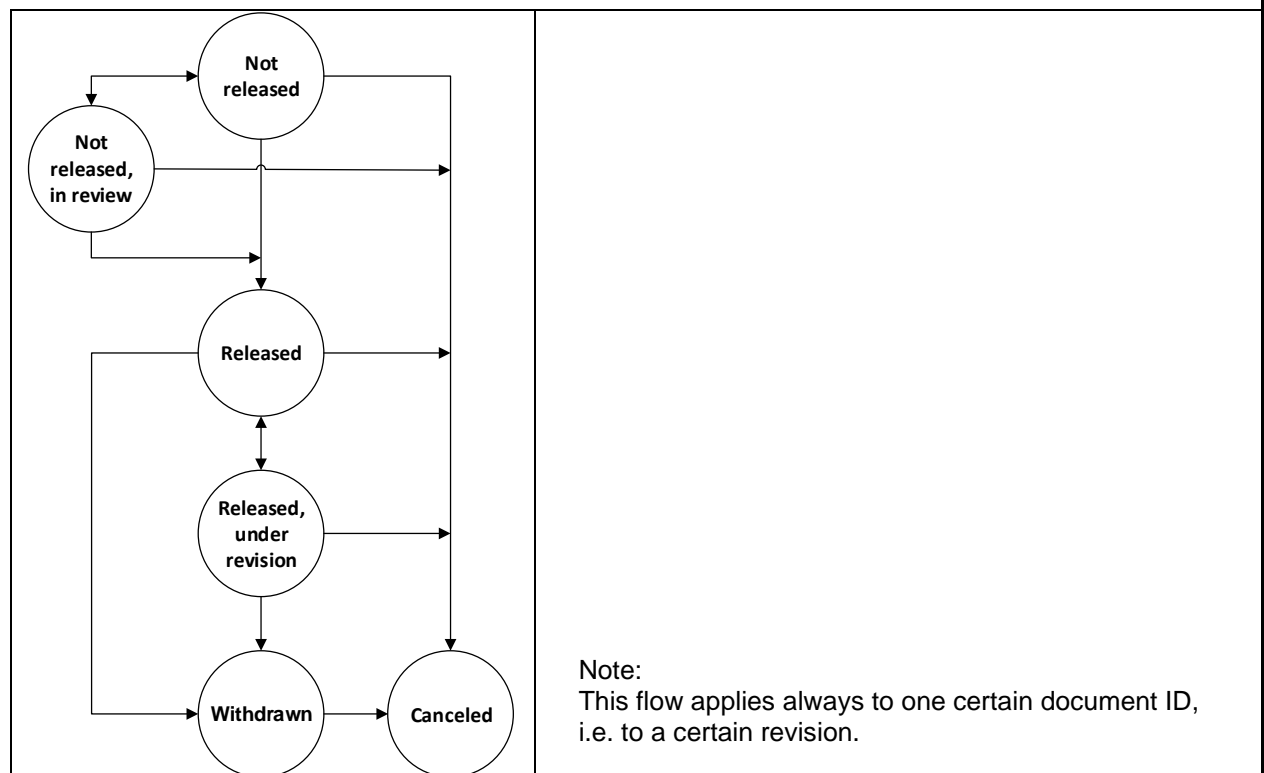 Not
released
Not
released,
in review
Released
Released,
under
revision
Withdrawn
Canceled
Note:
This flow applies always to one certain document ID,
i.e. to a certain revision.